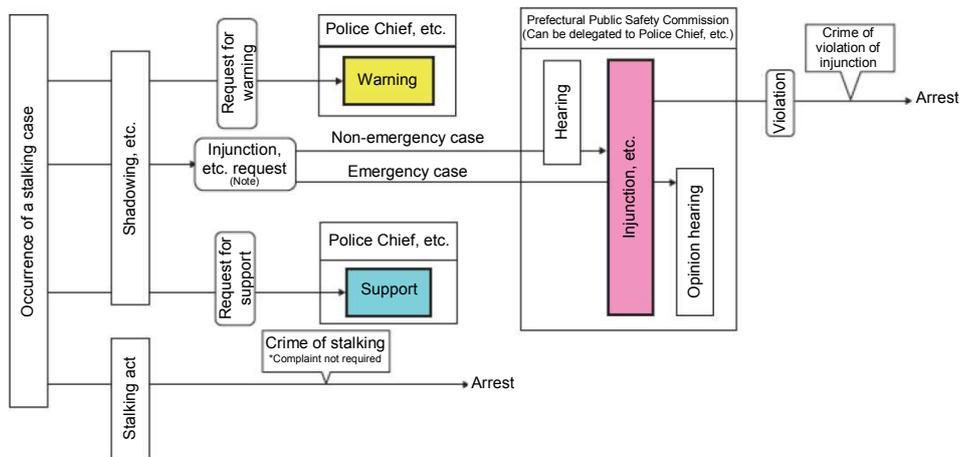 Occurrence of a stalking case
Shadowing, etc.
Request for
warning
Police Chief, etc.
Warning
Injunction,
etc. request
(Note)
Non-emergency case
Emergency case
Prefectural Public Safety Commission
(Can be delegated to Police Chief, etc.)
Hearing
Injunction, etc.
Opinion hearing
Violation
Crime of
violation of
injunction
Arrest
Request for
support
Police Chief, etc.
Support
Stalking act
Crime of stalking
*Complaint not required
Arrest